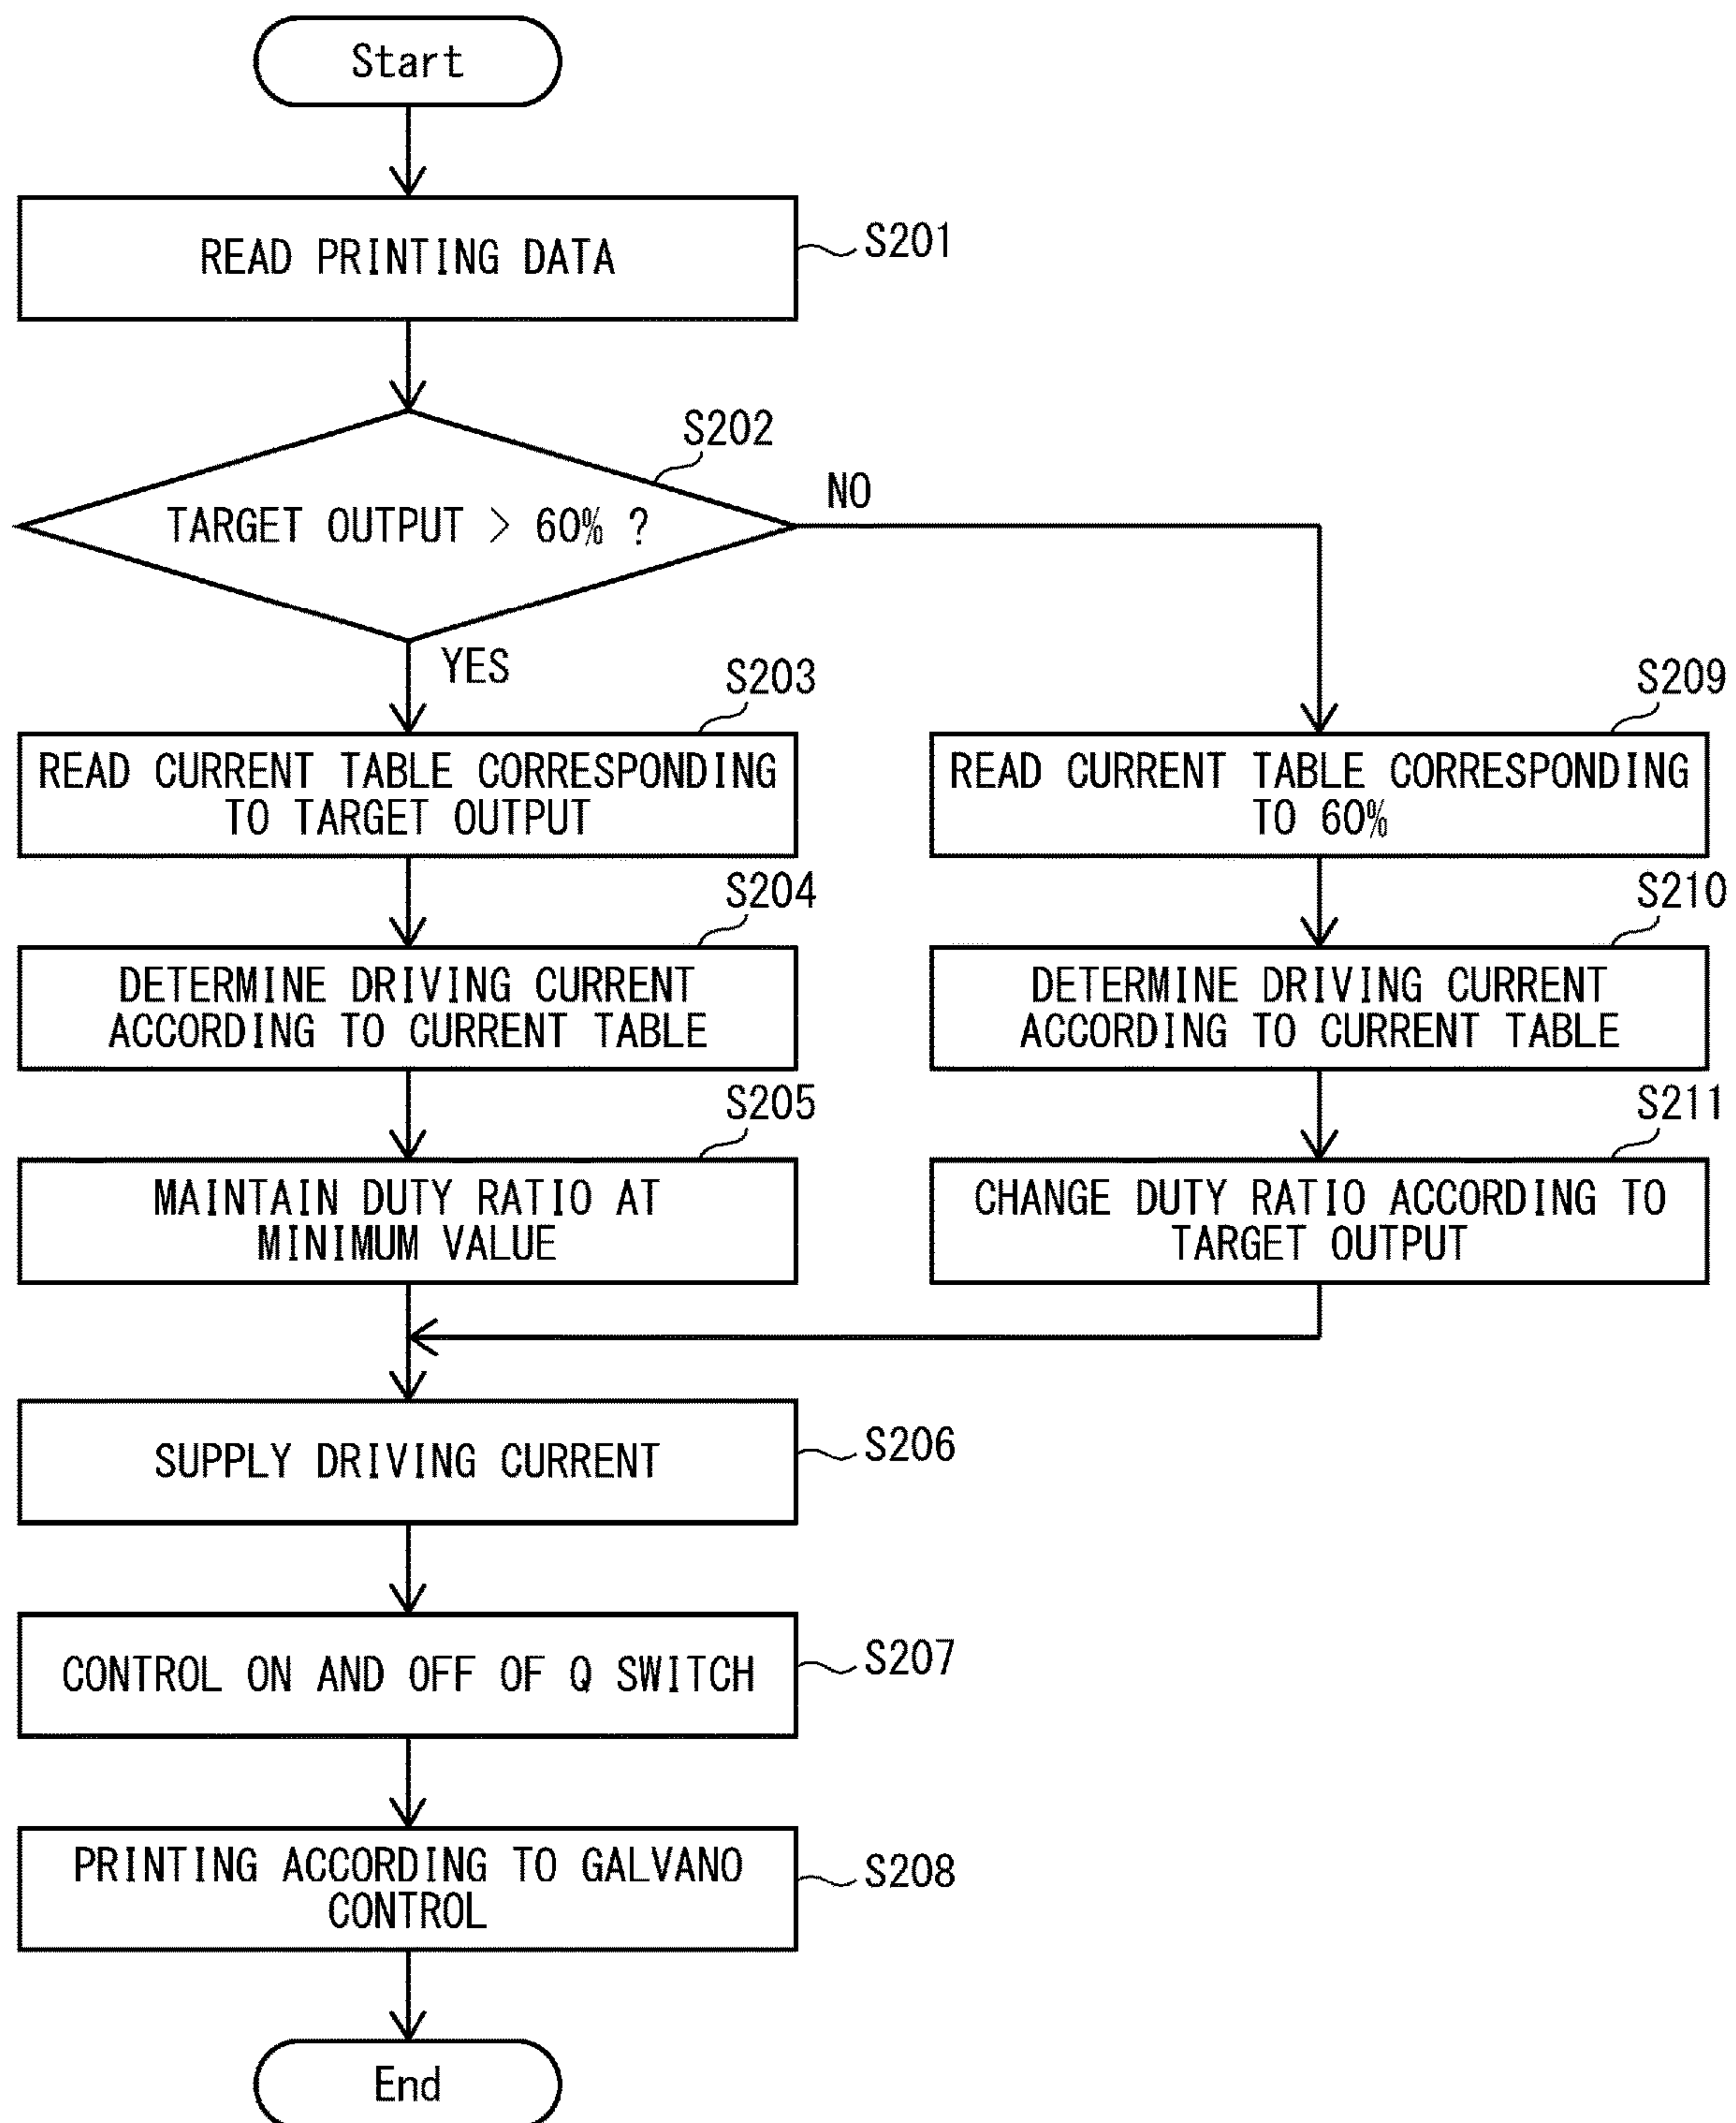 Start
READ PRINTING DATA
S201
S202
TARGET OUTPUT > 60% ?
NO
YES
S203
READ CURRENT TABLE CORRESPONDING
TO TARGET OUTPUT
S209
READ CURRENT TABLE CORRESPONDING
TO 60%
S204
DETERMINE DRIVING CURRENT
ACCORDING TO CURRENT TABLE
S210
DETERMINE DRIVING CURRENT
ACCORDING TO CURRENT TABLE
S205
MAINTAIN DUTY RATIO AT
MINIMUM VALUE
S211
CHANGE DUTY RATIO ACCORDING TO
TARGET OUTPUT
SUPPLY DRIVING CURRENT
S206
CONTROL ON AND OFF OF Q SWITCH
S207
PRINTING ACCORDING TO GALVANO
CONTROL
S208
End